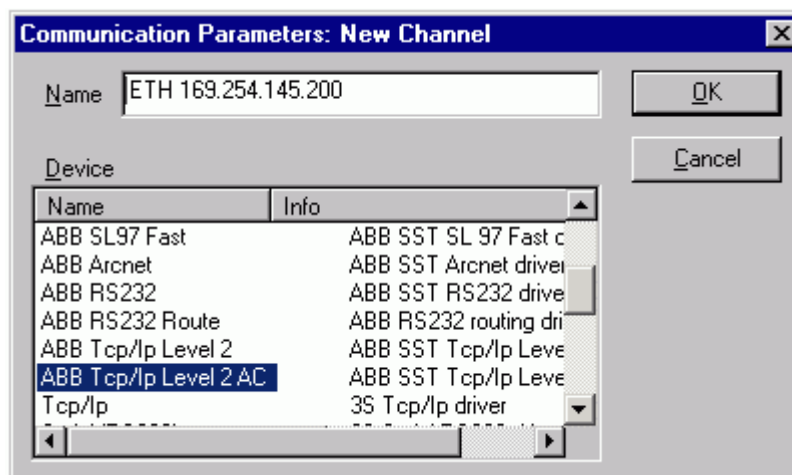 Communication Parameters: New Channel
Name ETH 169.254.145.200 OK
Cancel
Device
Name Info
ABB SL97 Fast ABB SST SL 97 Fast
ABB Arcnet ABB SST Arcnet driver
ABB RS232 ABB SST RS232 drive
ABB RS232 Route ABB RS232 routing dri
ABB Tcp/Ip Level 2 ABB SST Tcp/Ip Leve
ABB Tcp/Ip Level 2 AC ABB SST Tcp/Ip Leve
Tcp/Ip 3S Tcp/Ip driver